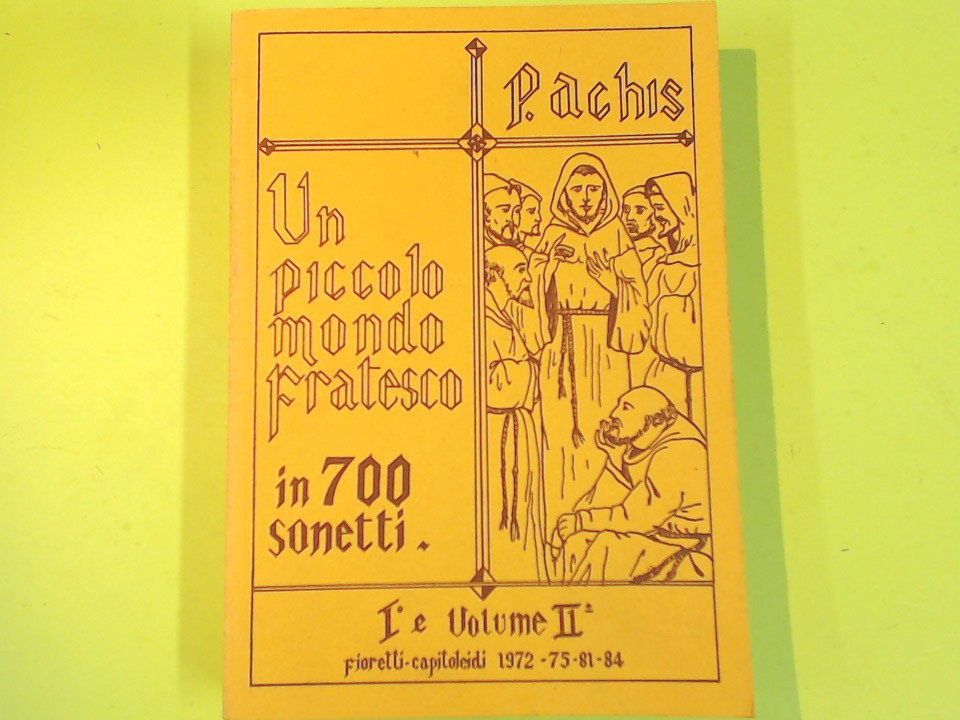 P. Achis
Un
piccolo
mondo
Fratesco
in 700
sonetti.
I° e Volume II°
Fioretti-capitoleidi 1972-75-81-84